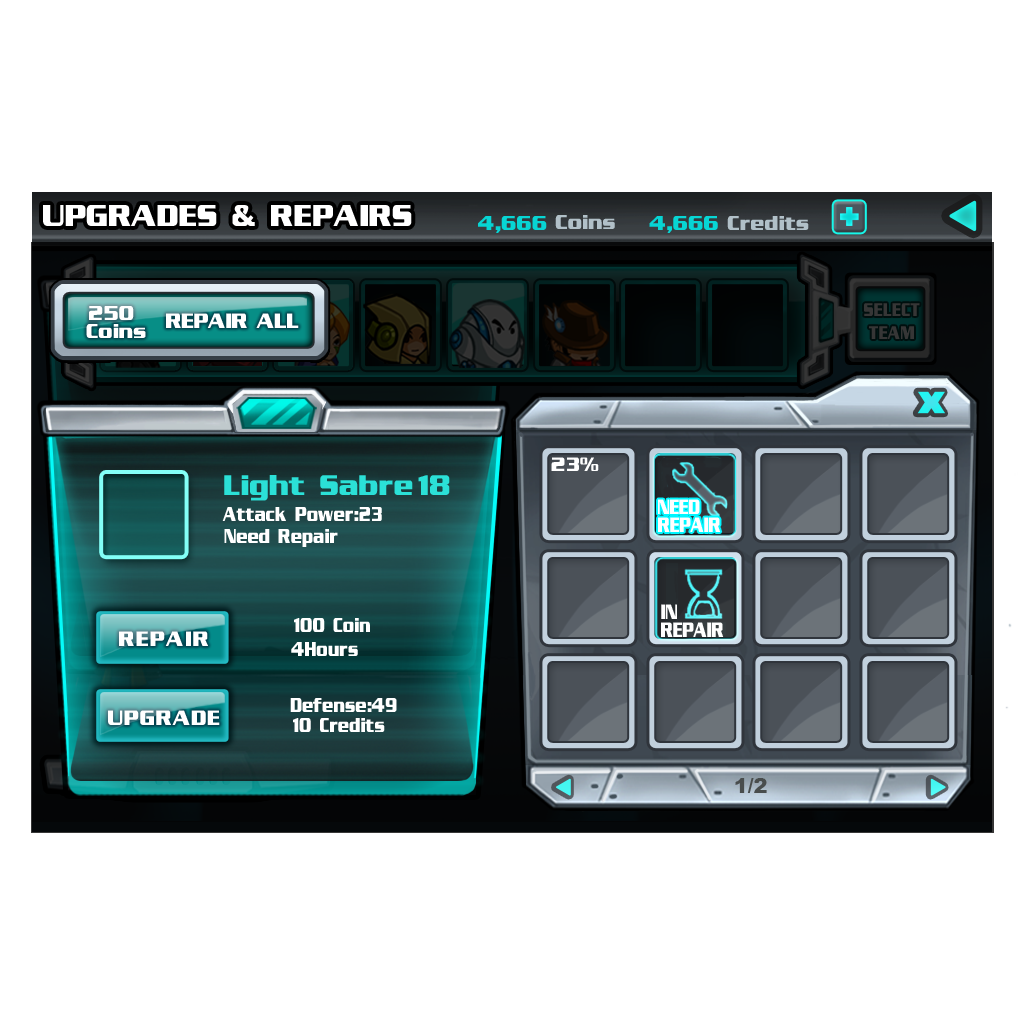 UPGRADES & REPAIRS
4,666 Coins
4,666 Credits
250
Coins
REPAIR ALL
SELECT
TEAM
X
Light Sabre 18
Attack Power:23
Need Repair
REPAIR
100 Coin
4Hours
UPGRADE
Defense:49
10 Credits
23%
NEED
REPAIR
IN
REPAIR
1/2